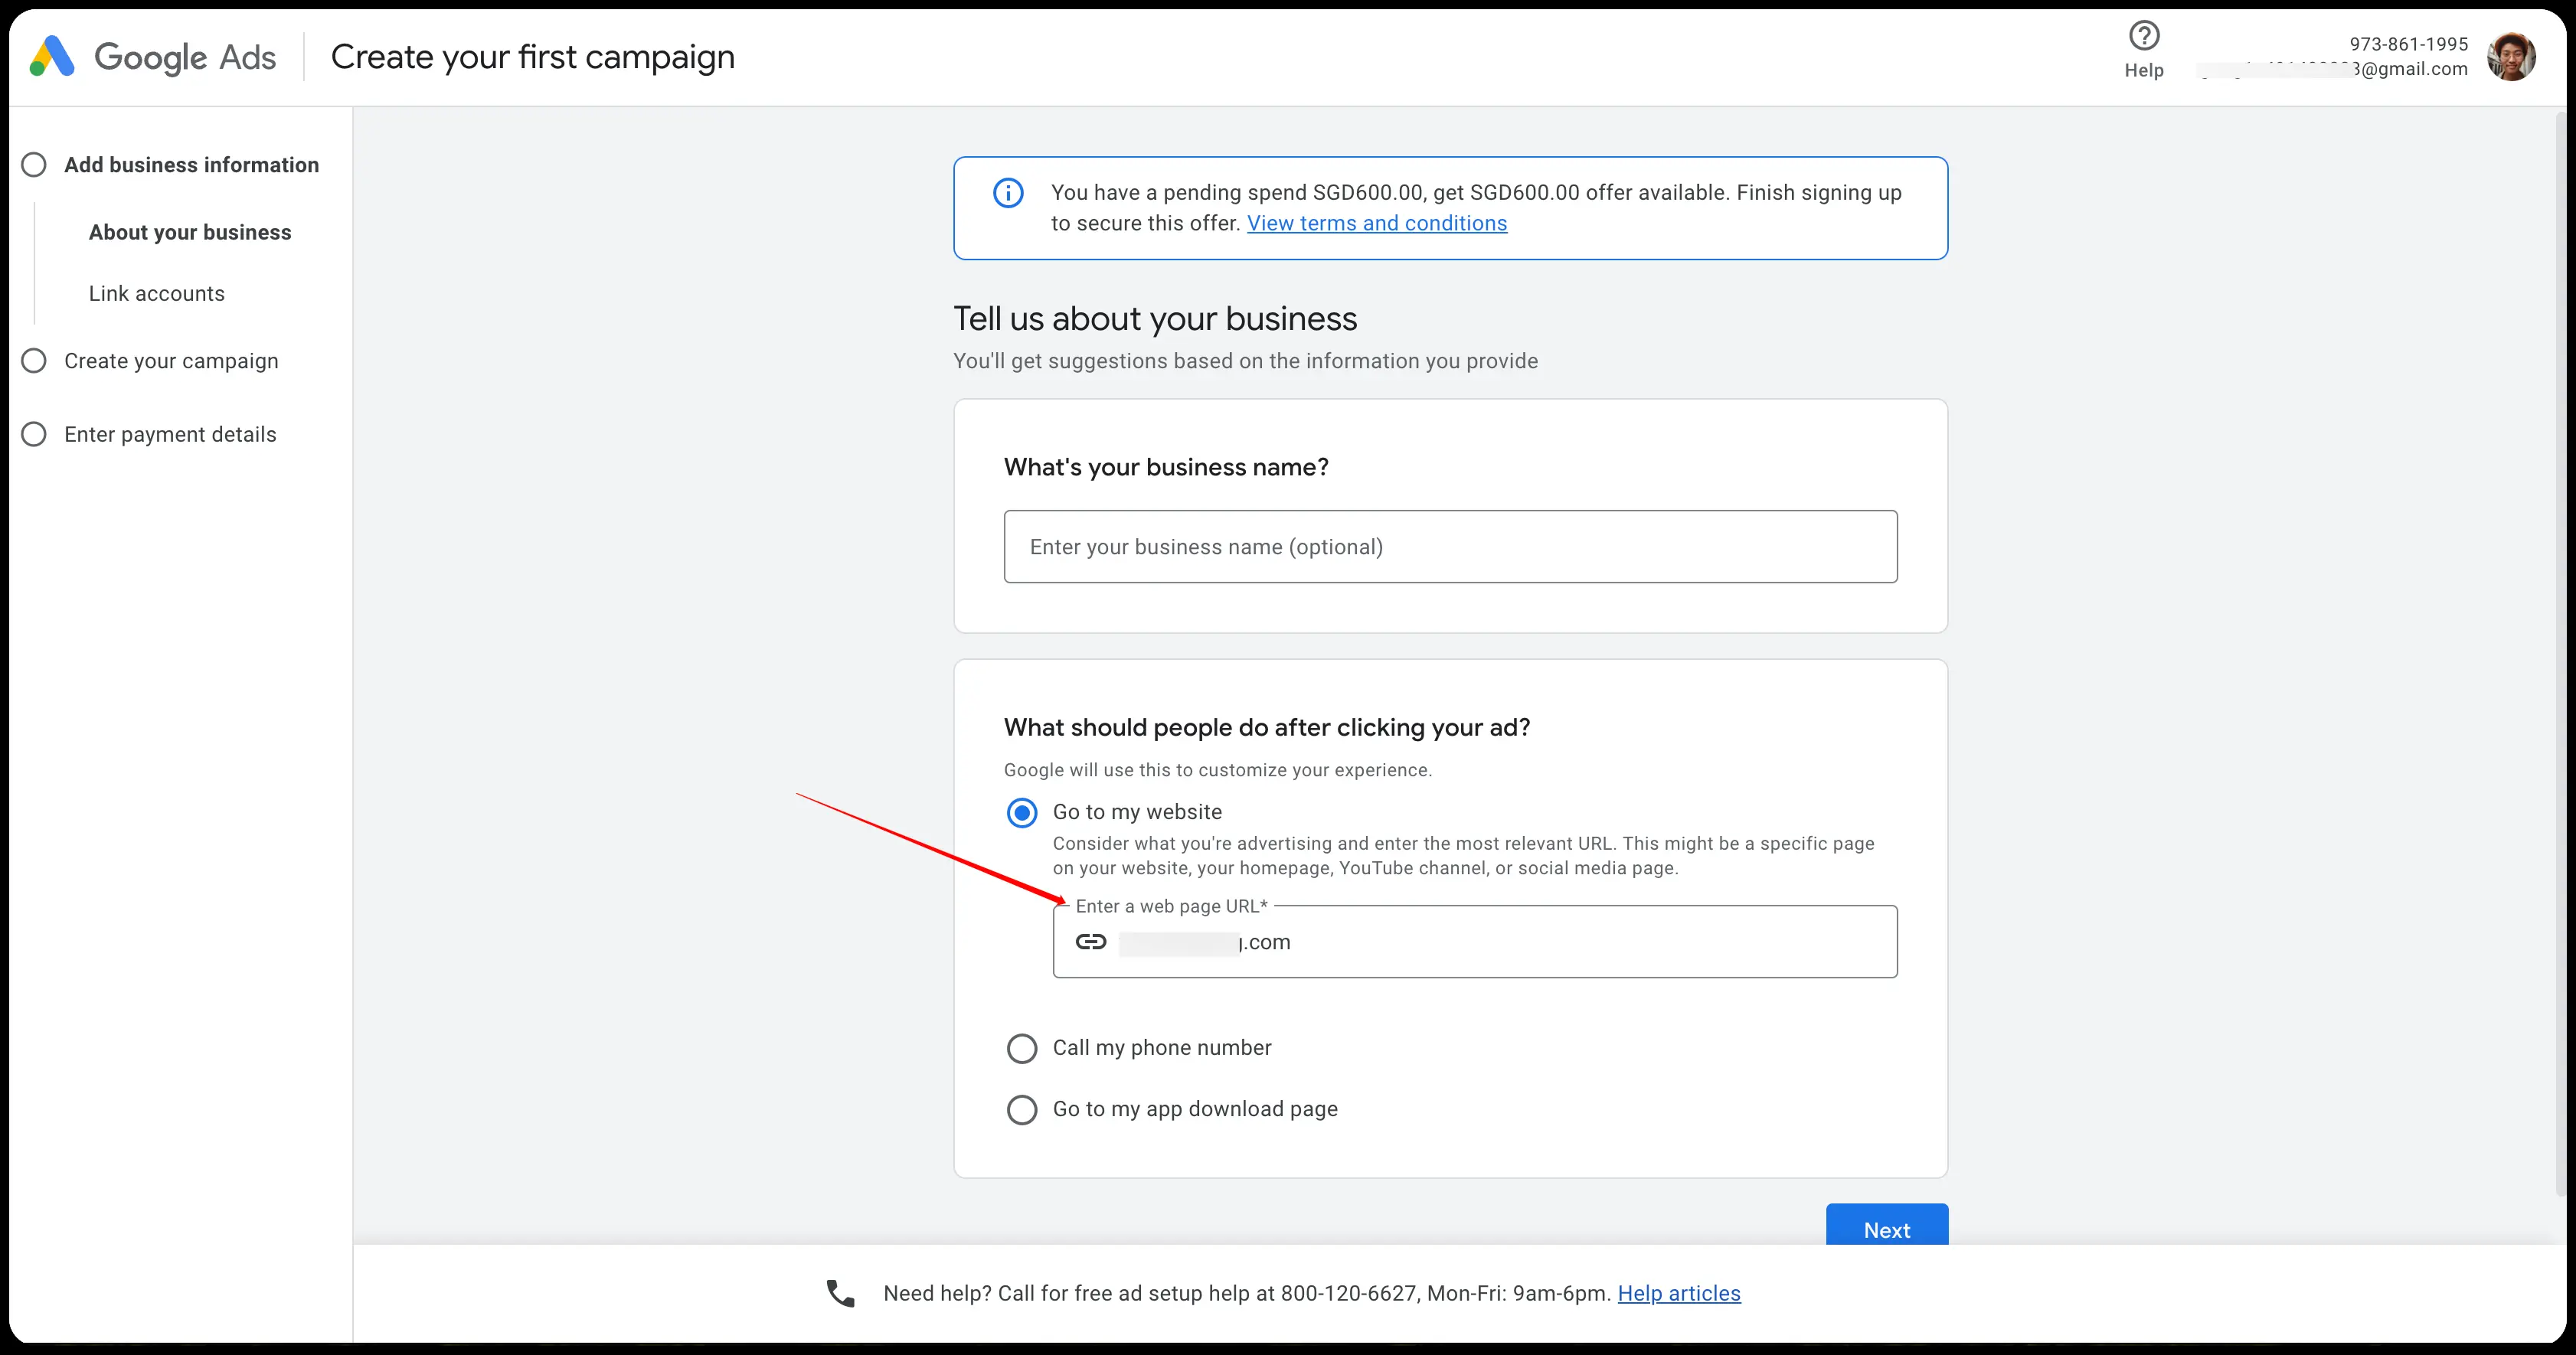 Google Ads
Create your first campaign
Help
973-861-1995
@gmail.com
Add business information
About your business
Link accounts
Create your campaign
Enter payment details
You have a pending spend SGD600.00, get SGD600.00 offer available. Finish signing up
to secure this offer. View terms and conditions
Tell us about your business
You'll get suggestions based on the information you provide
What's your business name?
Enter your business name (optional)
What should people do after clicking your ad?
Google will use this to customize your experience.
Go to my website
Consider what you're advertising and enter the most relevant URL. This might be a specific page
on your website, your homepage, YouTube channel, or social media page.
Enter a web page URL*
.com
Call my phone number
Go to my app download page
Next
Need help? Call for free ad setup help at 800-120-6627, Mon-Fri: 9am-6pm. Help articles